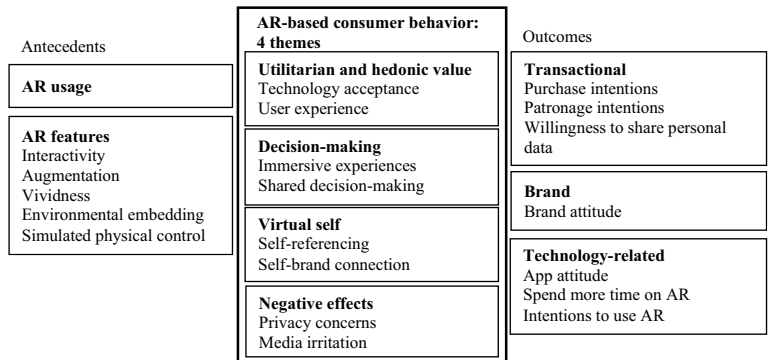 Antecedents
AR usage
AR features
Interactivity
Augmentation
Vividness
Environmental embedding
Simulated physical control
AR-based consumer behavior:
4 themes
Utilitarian and hedonic value
Technology acceptance
User experience
Decision-making
Immersive experiences
Shared decision-making
Virtual self
Self-referencing
Self-brand connection
Negative effects
Privacy concerns
Media irritation
Outcomes
Transactional
Purchase intentions
Patronage intentions
Willingness to share personal
data
Brand
Brand attitude
Technology-related
App attitude
Spend more time on AR
Intentions to use AR